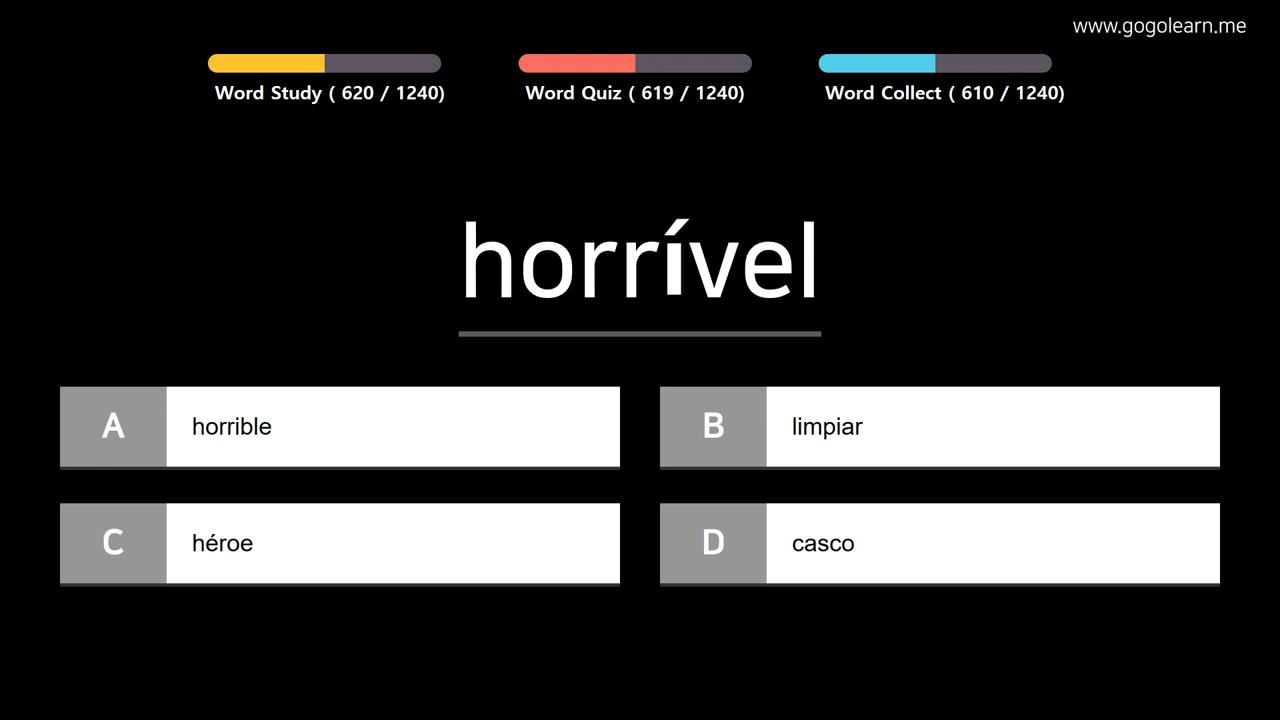 www.gogolearn.me
Word Study ( 620 / 1240)
Word Quiz ( 619 / 1240)
Word Collect ( 610 / 1240)
horrível
A
horrible
B
limpiar
C
héroe
D
casco